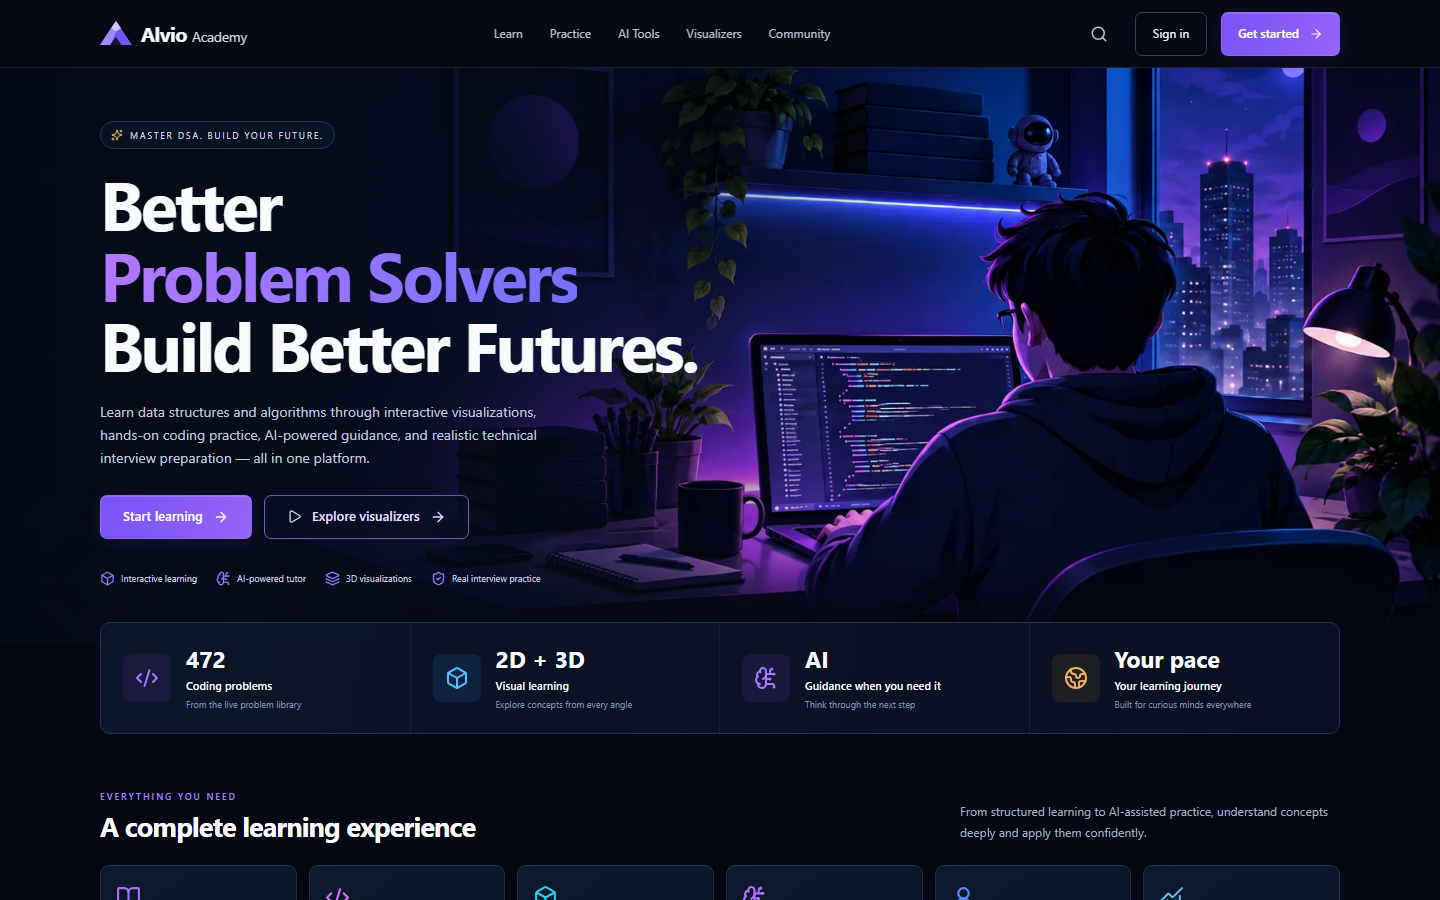 Alvio Academy
Learn Practice AI Tools Visualizers Community
Sign in
Get started
MASTER DSA. BUILD YOUR FUTURE.
Better
Problem Solvers
Build Better Futures.
Learn data structures and algorithms through interactive visualizations,
hands-on coding practice, AI-powered guidance, and realistic technical
interview preparation — all in one platform.
Start learning
Explore visualizers
Interactive learning
AI-powered tutor
3D visualizations
Real interview practice
472
Coding problems
From the live problem library
2D + 3D
Visual learning
Explore concepts from every angle
AI
Guidance when you need it
Think through the next step
Your pace
Your learning journey
Built for curious minds everywhere
EVERYTHING YOU NEED
A complete learning experience
From structured learning to AI-assisted practice, understand concepts
deeply and apply them confidently.